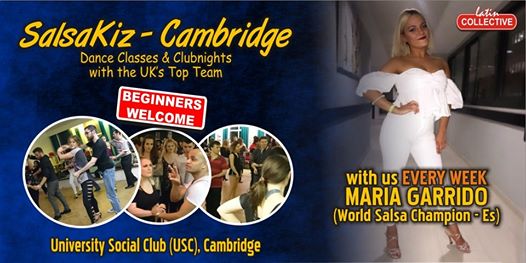 SalsaKiz - Cambridge
Dance Classes & Clubnights
with the UK's Top Team
BEGINNERS
WELCOME
University Social Club (USC), Cambridge
Latin
COLLECTIVE
with us EVERY WEEK
MARIA GARRIDO
(World Salsa Champion - Es)